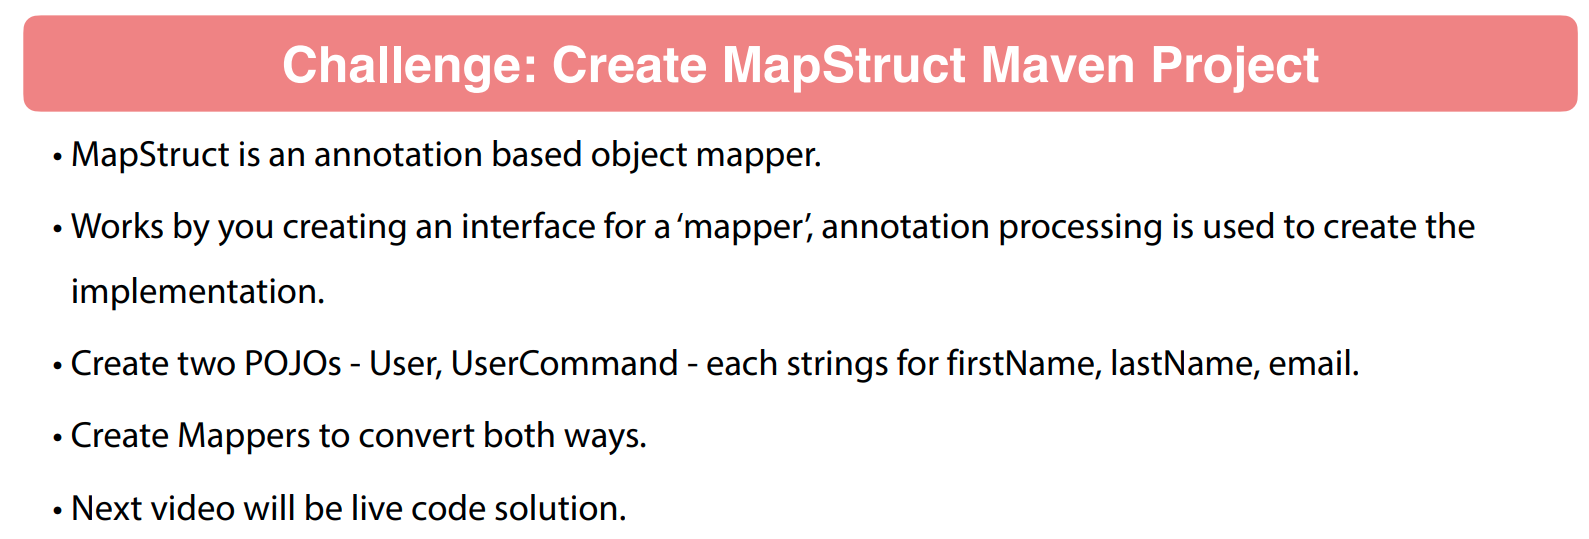 Challenge: Create MapStruct Maven Project
• MapStruct is an annotation based object mapper.
• Works by you creating an interface for a ‘mapper’, annotation processing is used to create the
implementation.
• Create two POJOs - User, UserCommand - each strings for firstName, lastName, email.
• Create Mappers to convert both ways.
• Next video will be live code solution.